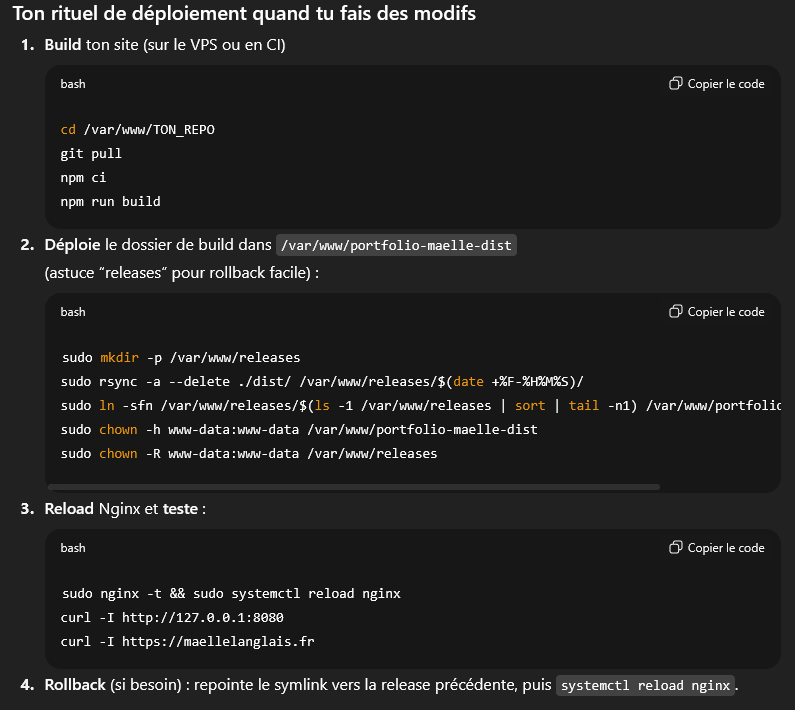 Ton rituel de déploiement quand tu fais des modifs
1. Build ton site (sur le VPS ou en CI)
bash
Copier le code
cd /var/www/TON_REPO
git pull
npm ci
npm run build
2. Déploie le dossier de build dans /var/www/portfolio-maelle-dist
(astuce “releases” pour rollback facile) :
bash
Copier le code
sudo mkdir -p /var/www/releases
sudo rsync -a --delete ./dist/ /var/www/releases/$(date +%F-%H%M%S)/
sudo ln -sfn /var/www/releases/$(ls -1 /var/www/releases | sort | tail -n1) /var/www/portfolio
sudo chown -h www-data:www-data /var/www/portfolio-maelle-dist
sudo chown -R www-data:www-data /var/www/releases
3. Reload Nginx et teste :
bash
Copier le code
sudo nginx -t && sudo systemctl reload nginx
curl -I http://127.0.0.1:8080
curl -I https://maellelanglais.fr
4. Rollback (si besoin) : repointe le symlink vers la release précédente, puis systemctl reload nginx.